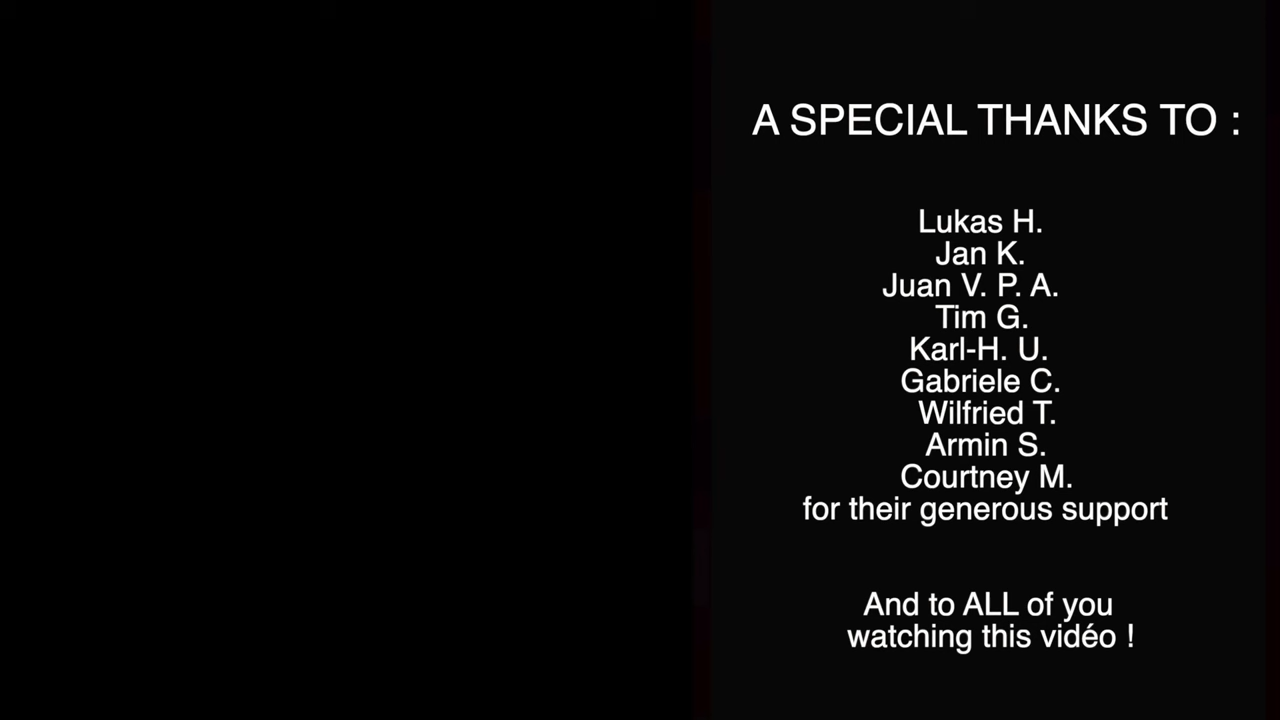 A SPECIAL THANKS TO :
Lukas H.
Jan K.
Juan V. P. A.
Tim G.
Karl-H. U.
Gabriele C.
Wilfried T.
Armin S.
Courtney M.
for their generous support
And to ALL of you
watching this vidéo !